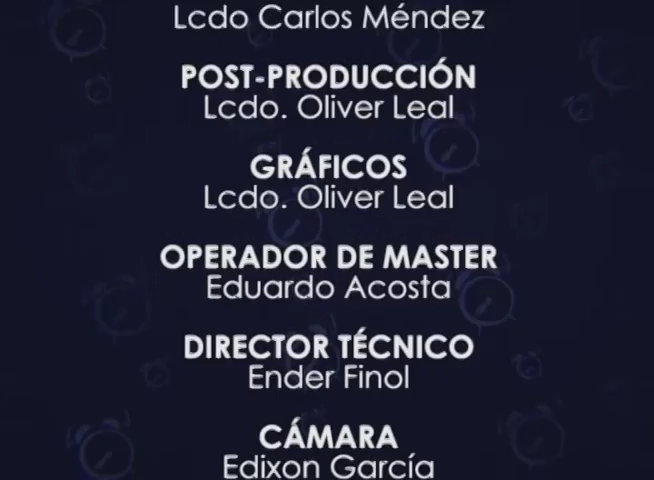 Lcdo Carlos Méndez
POST-PRODUCCIÓN
Lcdo. Oliver Leal
GRÁFICOS
Lcdo. Oliver Leal
OPERADOR DE MASTER
Eduardo Acosta
DIRECTOR TÉCNICO
Ender Finol
CÁMARA
Edixon García